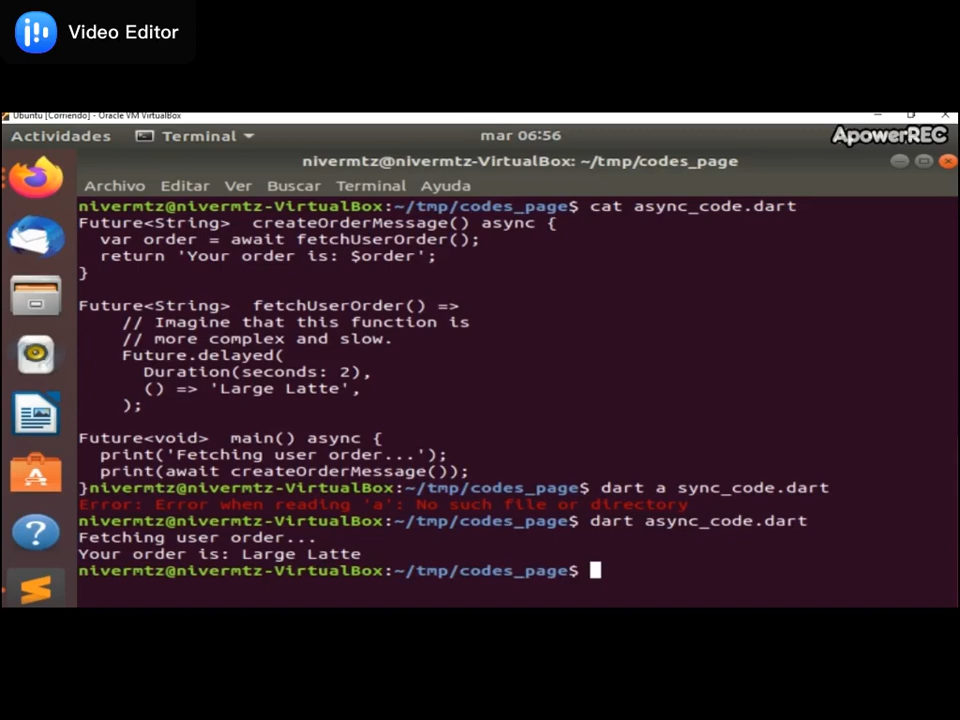 Video Editor
Ubuntu [Corriendo] - Oracle VM VirtualBox
Actividades Terminal mar 06:56 ApowerREC
nivermtz@nivermtz-VirtualBox: ~/tmp/codes_page
Archivo Editar Ver Buscar Terminal Ayuda
nivermtz@nivermtz-VirtualBox:~/tmp/codes_page$ cat async_code.dart
Future<String>  createOrderMessage() async {
  var order = await fetchUserOrder();
  return 'Your order is: $order';
}
Future<String>  fetchUserOrder() =>
    // Imagine that this function is
    // more complex and slow.
    Future.delayed(
      Duration(seconds: 2),
      () => 'Large Latte',
    );
Future<void>  main() async {
  print('Fetching user order...');
  print(await createOrderMessage());
}nivermtz@nivermtz-VirtualBox:~/tmp/codes_page$ dart a sync_code.dart
Error: Error when reading 'a': No such file or directory
nivermtz@nivermtz-VirtualBox:~/tmp/codes_page$ dart async_code.dart
Fetching user order...
Your order is: Large Latte
nivermtz@nivermtz-VirtualBox:~/tmp/codes_page$